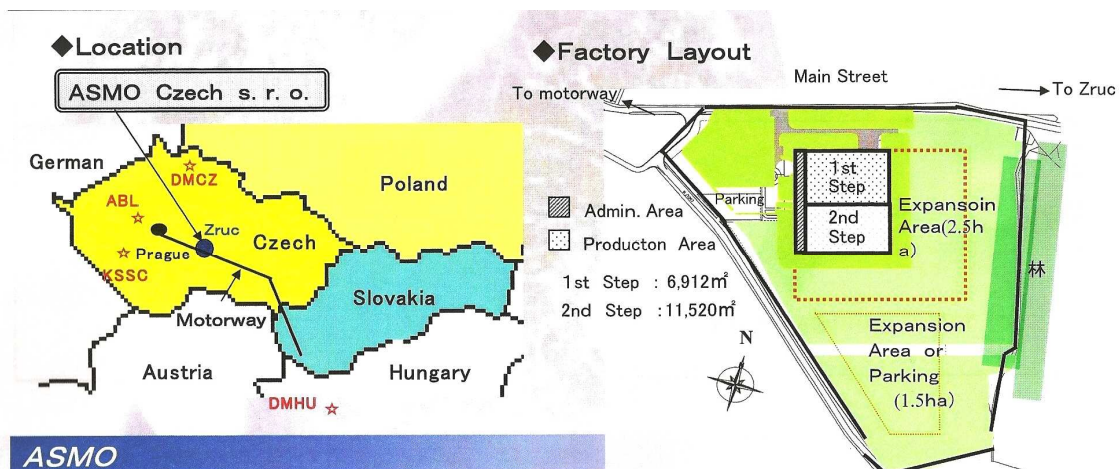 ◆Location
ASMO Czech s. r. o.
German
DMCZ
Poland
ABL
Zruc
Czech
Prague
KSSC
Slovakia
Motorway
Austria
Hungary
DMHU
ASMO
◆Factory Layout
Main Street
To motorway
To Zruc
1st
Step
Parking
2nd
Step
Expansoin
Area(2.5h
a)
Admin. Area
Producton Area
林
1st Step : 6,912㎡
2nd Step : 11,520㎡
N
Expansion
Area or
Parking
(1.5ha)